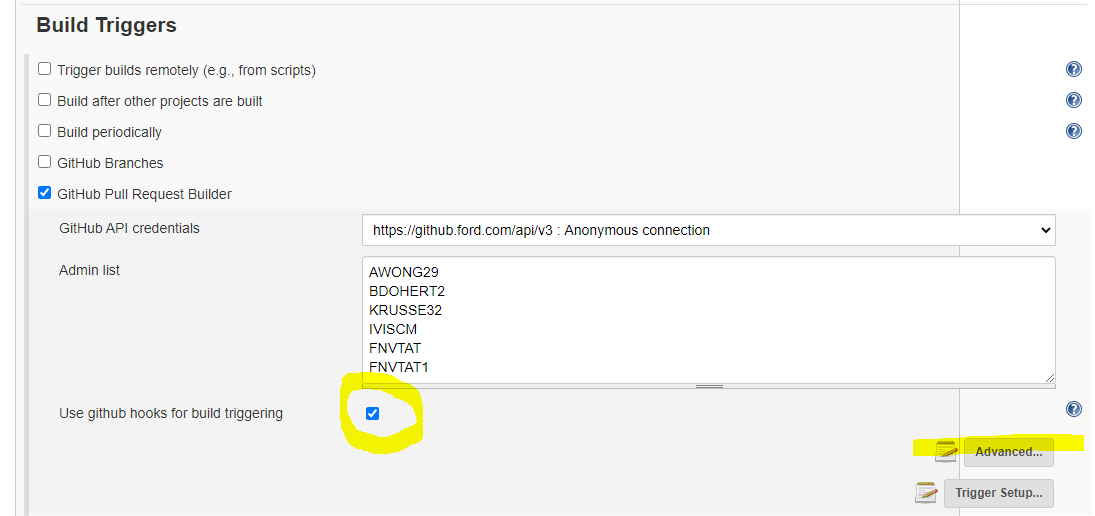 Build Triggers
Trigger builds remotely (e.g., from scripts)
Build after other projects are built
Build periodically
GitHub Branches
GitHub Pull Request Builder
GitHub API credentials
https://github.ford.com/api/v3 : Anonymous connection
Admin list
AWONG29
BDOHERT2
KRUSSE32
IVISCM
FNVTAT
FNVTAT1
Use github hooks for build triggering
Advanced...
Trigger Setup...